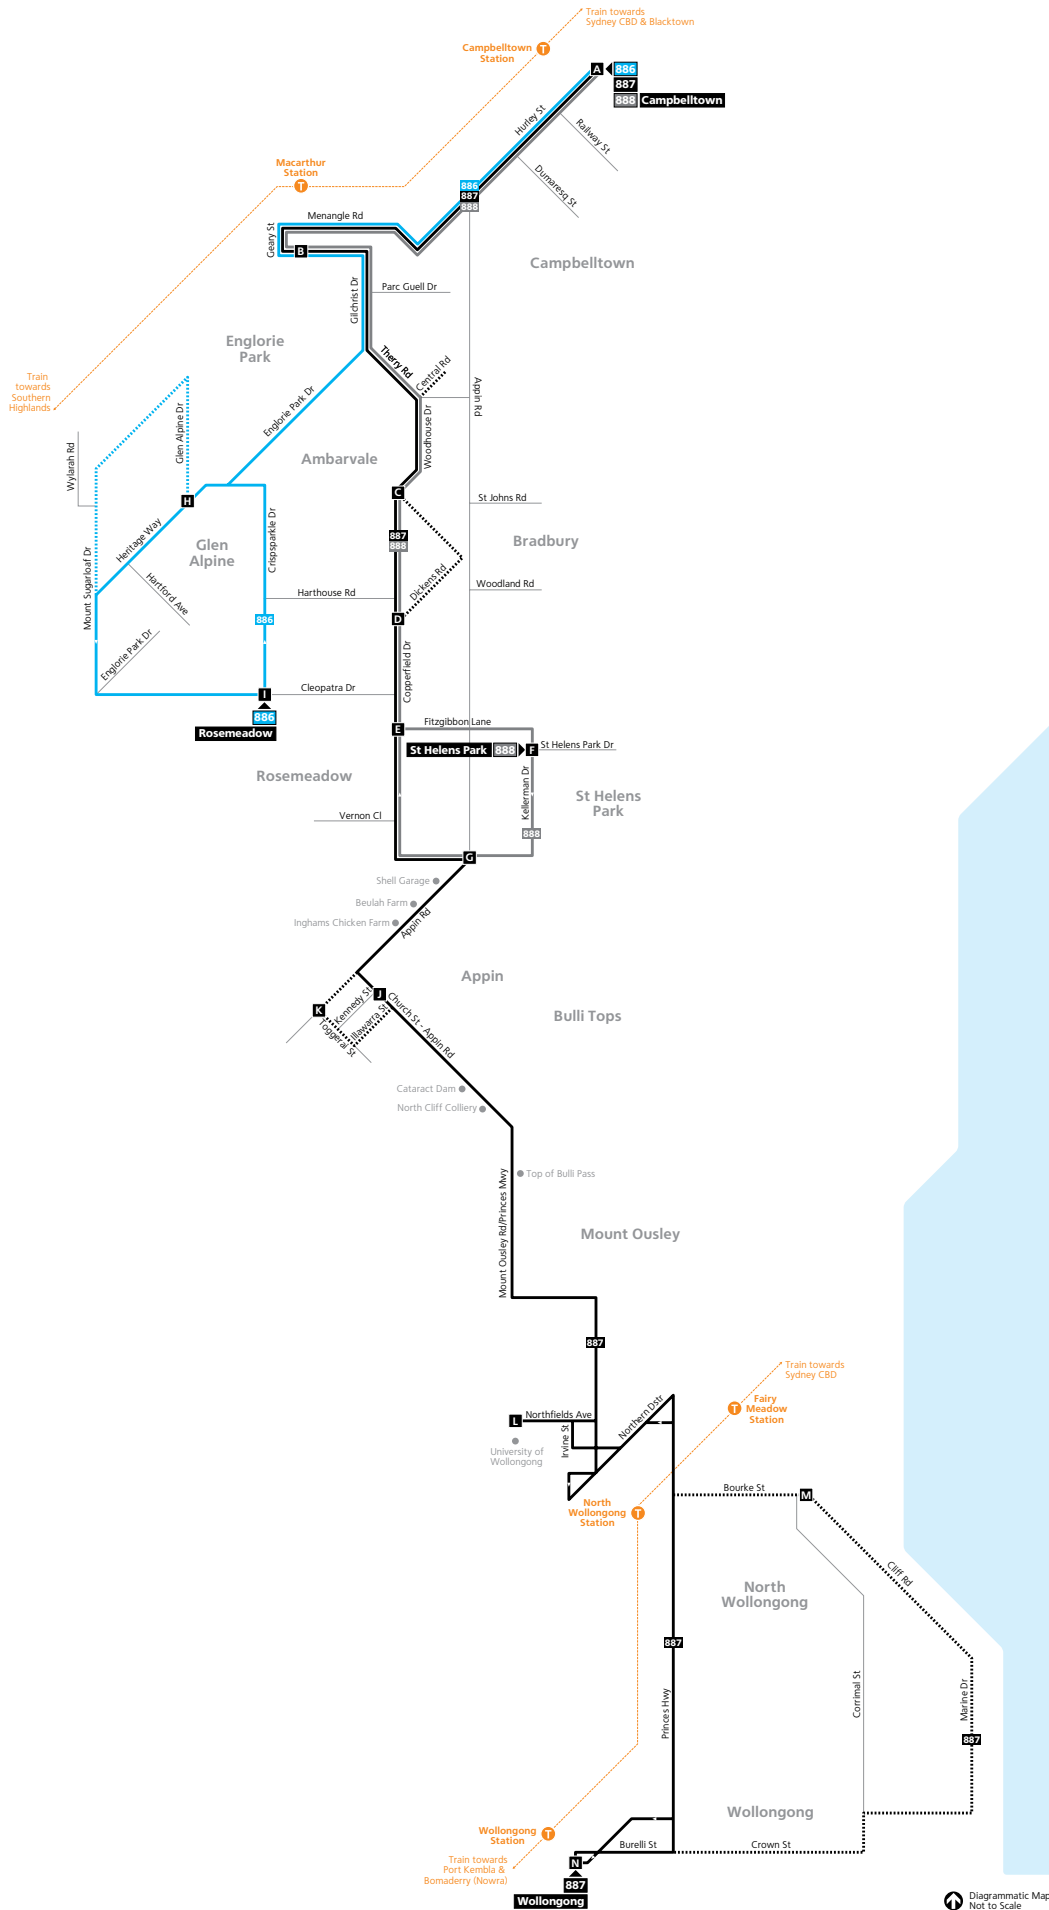 Train towards
Sydney CBD & Blacktown
Campbelltown
Station
T
A
886
887
888 Campbelltown
Hurley St
Railway St
Dumaresq St
Macarthur
Station
T
886
887
888
Menangle Rd
Geary St
B
Campbelltown
Gilchrist Dr
Parc Guell Dr
Englorie
Park
Therry Rd
Central Rd
Train
towards
Southern
Highlands
Appin Rd
Glen Alpine Dr
Englorie Park Dr
Woodhouse Dr
Wylarah Rd
Ambarvale
C
H
St Johns Rd
887
888
Bradbury
Heritage Way
Glen
Alpine
Crispsparkle Dr
Mount Sugarloaf Dr
Hartford Ave
Dickens Rd
Woodland Rd
Harthouse Rd
886
D
Englorie Park Dr
Copperfield Dr
I
Cleopatra Dr
886
Rosemeadow
E
Fitzgibbon Lane
St Helens Park 888
F
St Helens Park Dr
Rosemeadow
Kellerman Dr
St Helens
Park
Vernon Cl
888
G
Shell Garage
Beulah Farm
Inghams Chicken Farm
Appin Rd
Appin
J
K
Kennedy St
Illawarra St
Toggerai St
Church St - Appin Rd
Bulli Tops
Cataract Dam
North Cliff Colliery
Top of Bulli Pass
Mount Ousley Rd/Princes Mwy
Mount Ousley
887
Train towards
Sydney CBD
Fairy
Meadow
Station
T
L
Northfields Ave
Irvine St
Northern Dstr
University of
Wollongong
North
Wollongong
Station
T
Bourke St
M
Cliff Rd
North
Wollongong
887
Princes Hwy
Corrimal St
Marine Dr
887
Wollongong
Wollongong
Station
T
Burelli St
Crown St
Train towards
Port Kembla &
Bomaderry (Nowra)
N
887
Wollongong
Diagrammatic Map
Not to Scale